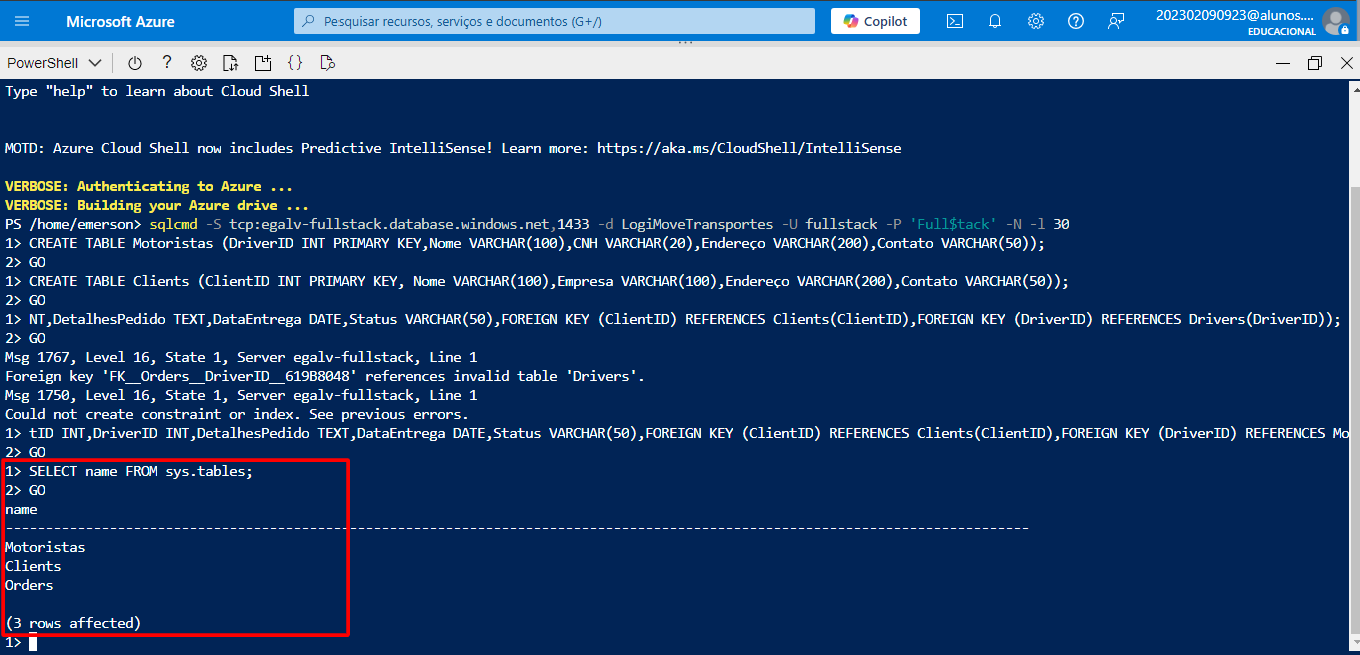 Microsoft Azure
Pesquisar recursos, serviços e documentos (G+/)
Copilot
202302090923@alunos....
EDUCACIONAL
PowerShell
Type "help" to learn about Cloud Shell
MOTD: Azure Cloud Shell now includes Predictive IntelliSense! Learn more: https://aka.ms/CloudShell/IntelliSense
VERBOSE: Authenticating to Azure ...
VERBOSE: Building your Azure drive ...
PS /home/emerson> sqlcmd -S tcp:egalv-fullstack.database.windows.net,1433 -d LogiMoveTransportes -U fullstack -P 'Full$tack' -N -l 30
1> CREATE TABLE Motoristas (DriverID INT PRIMARY KEY,Nome VARCHAR(100),CNH VARCHAR(20),Endereço VARCHAR(200),Contato VARCHAR(50));
2> GO
1> CREATE TABLE Clients (ClientID INT PRIMARY KEY, Nome VARCHAR(100),Empresa VARCHAR(100),Endereço VARCHAR(200),Contato VARCHAR(50));
2> GO
1> NT,DetalhesPedido TEXT,DataEntrega DATE,Status VARCHAR(50),FOREIGN KEY (ClientID) REFERENCES Clients(ClientID),FOREIGN KEY (DriverID) REFERENCES Drivers(DriverID));
2> GO
Msg 1767, Level 16, State 1, Server egalv-fullstack, Line 1
Foreign key 'FK__Orders__DriverID__619B8048' references invalid table 'Drivers'.
Msg 1750, Level 16, State 1, Server egalv-fullstack, Line 1
Could not create constraint or index. See previous errors.
1> tID INT,DriverID INT,DetalhesPedido TEXT,DataEntrega DATE,Status VARCHAR(50),FOREIGN KEY (ClientID) REFERENCES Clients(ClientID),FOREIGN KEY (DriverID) REFERENCES Mo
2> GO
1> SELECT name FROM sys.tables;
2> GO
name
--------------------------------------------------------------------------------------------------------------------------------
Motoristas
Clients
Orders
(3 rows affected)
1>